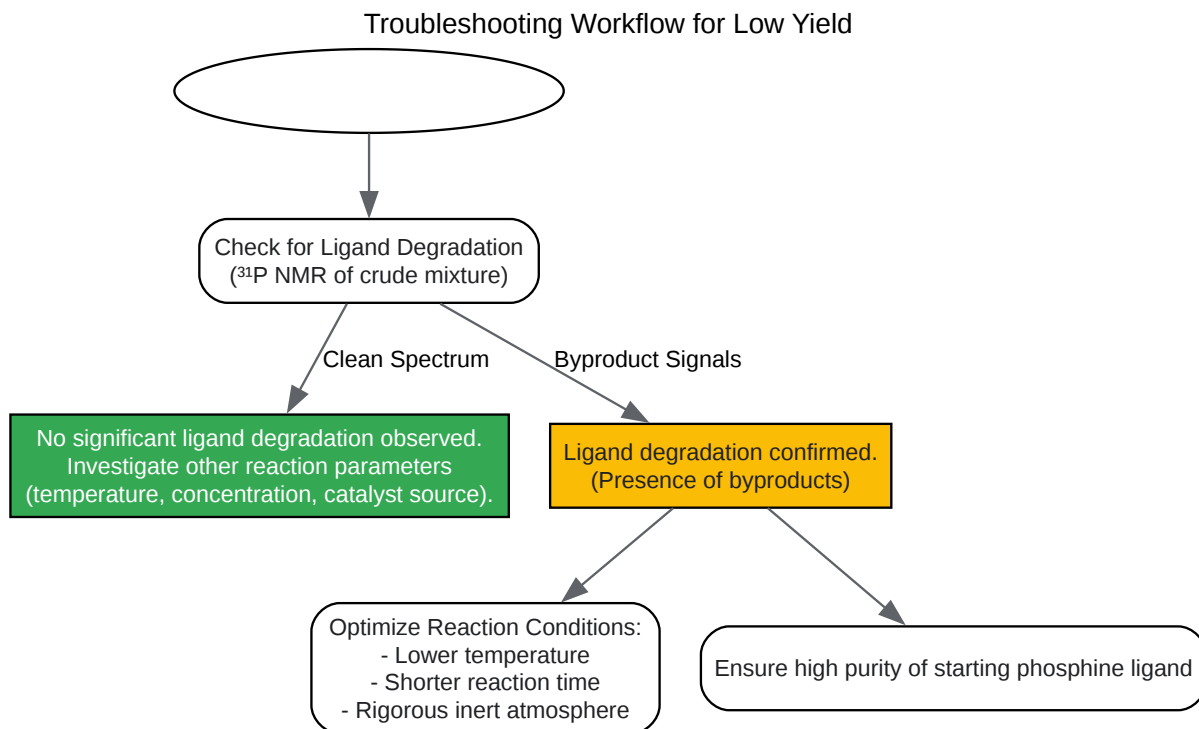 Troubleshooting Workflow for Low Yield
Check for Ligand Degradation
(³¹P NMR of crude mixture)
Clean Spectrum
Byproduct Signals
No significant ligand degradation observed.
Investigate other reaction parameters
(temperature, concentration, catalyst source).
Ligand degradation confirmed.
(Presence of byproducts)
Optimize Reaction Conditions:
- Lower temperature
- Shorter reaction time
- Rigorous inert atmosphere
Ensure high purity of starting phosphine ligand